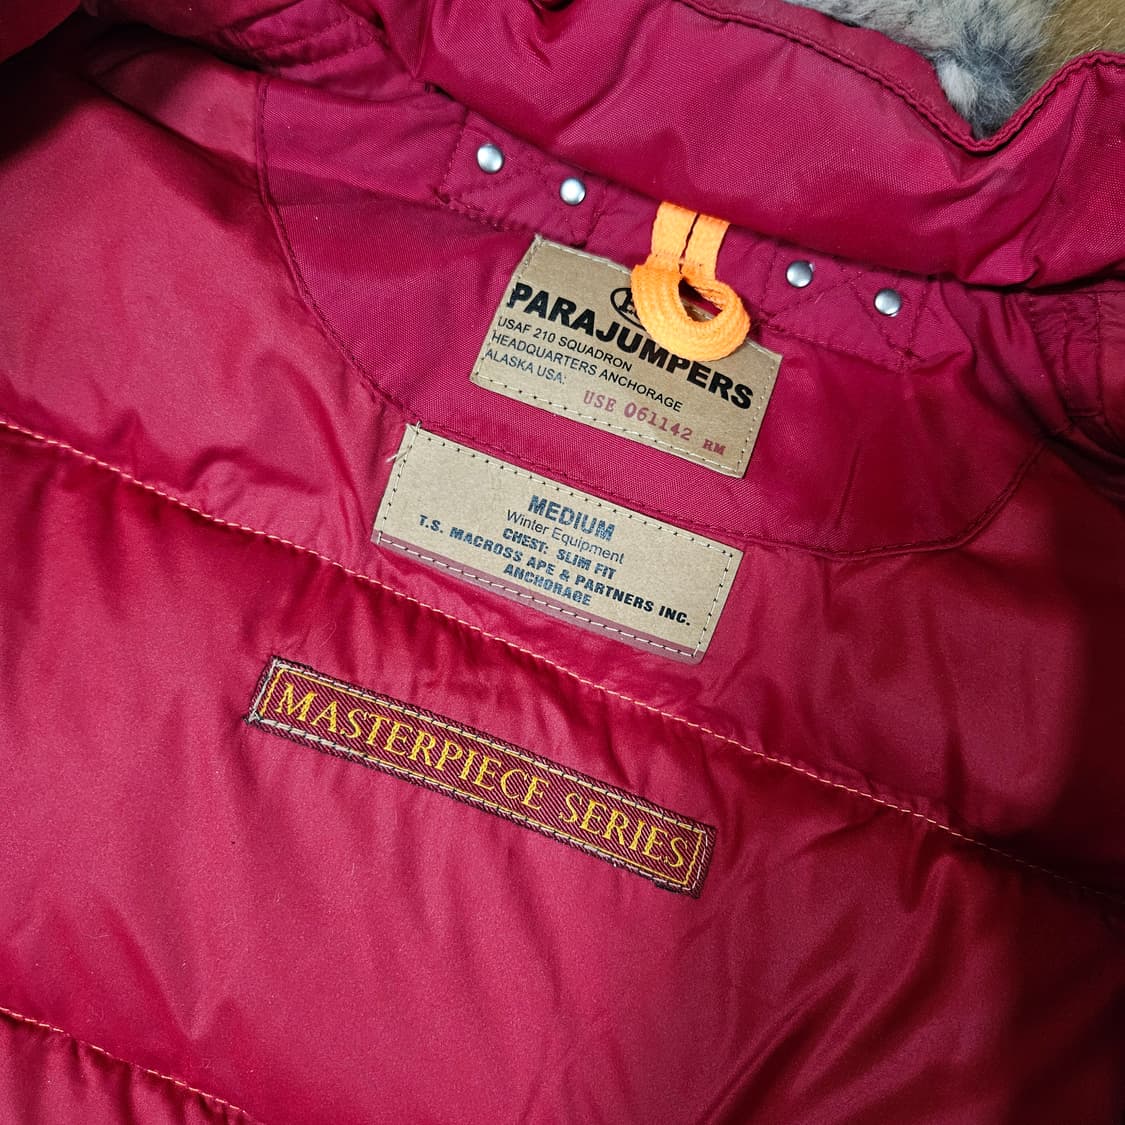 PARAJUMPERS
USAF 210 SQUADRON
HEADQUARTERS ANCHORAGE
ALASKA USA:
USE 061142 RM
MEDIUM
Winter Equipment
CHEST: SLIM FIT
T.S. MACROSS APE & PARTNERS INC.
ANCHORAGE
MASTERPIECE SERIES